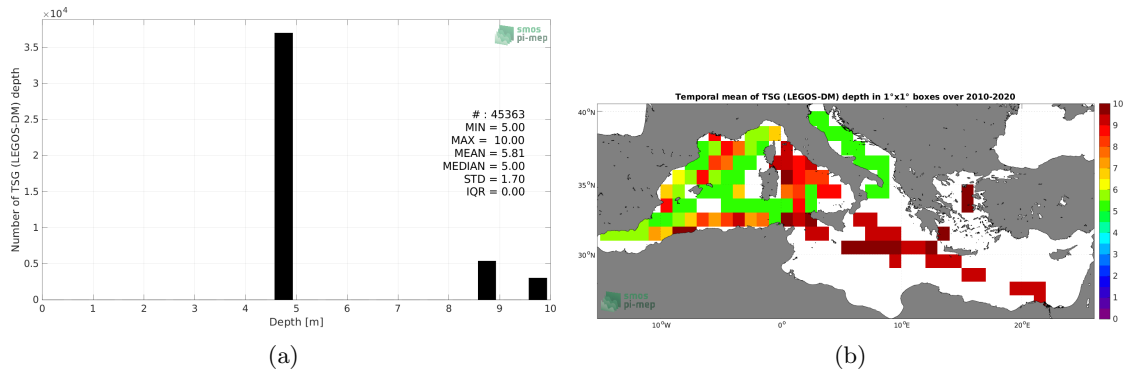 ×10⁴
smos
pi-mep
3.5
3
2.5
2
1.5
1
0.5
0
Number of TSG (LEGOS-DM) depth
# : 45363
MIN = 5.00
MAX = 10.00
MEAN = 5.81
MEDIAN = 5.00
STD = 1.70
IQR = 0.00
0 1 2 3 4 5 6 7 8 9 10
Depth [m]
(a)
Temporal mean of TSG (LEGOS-DM) depth in 1°x1° boxes over 2010-2020
40°N
35°N
30°N
10°W 0° 10°E 20°E
smos
pi-mep
10
9
8
7
6
5
4
3
2
1
0
(b)